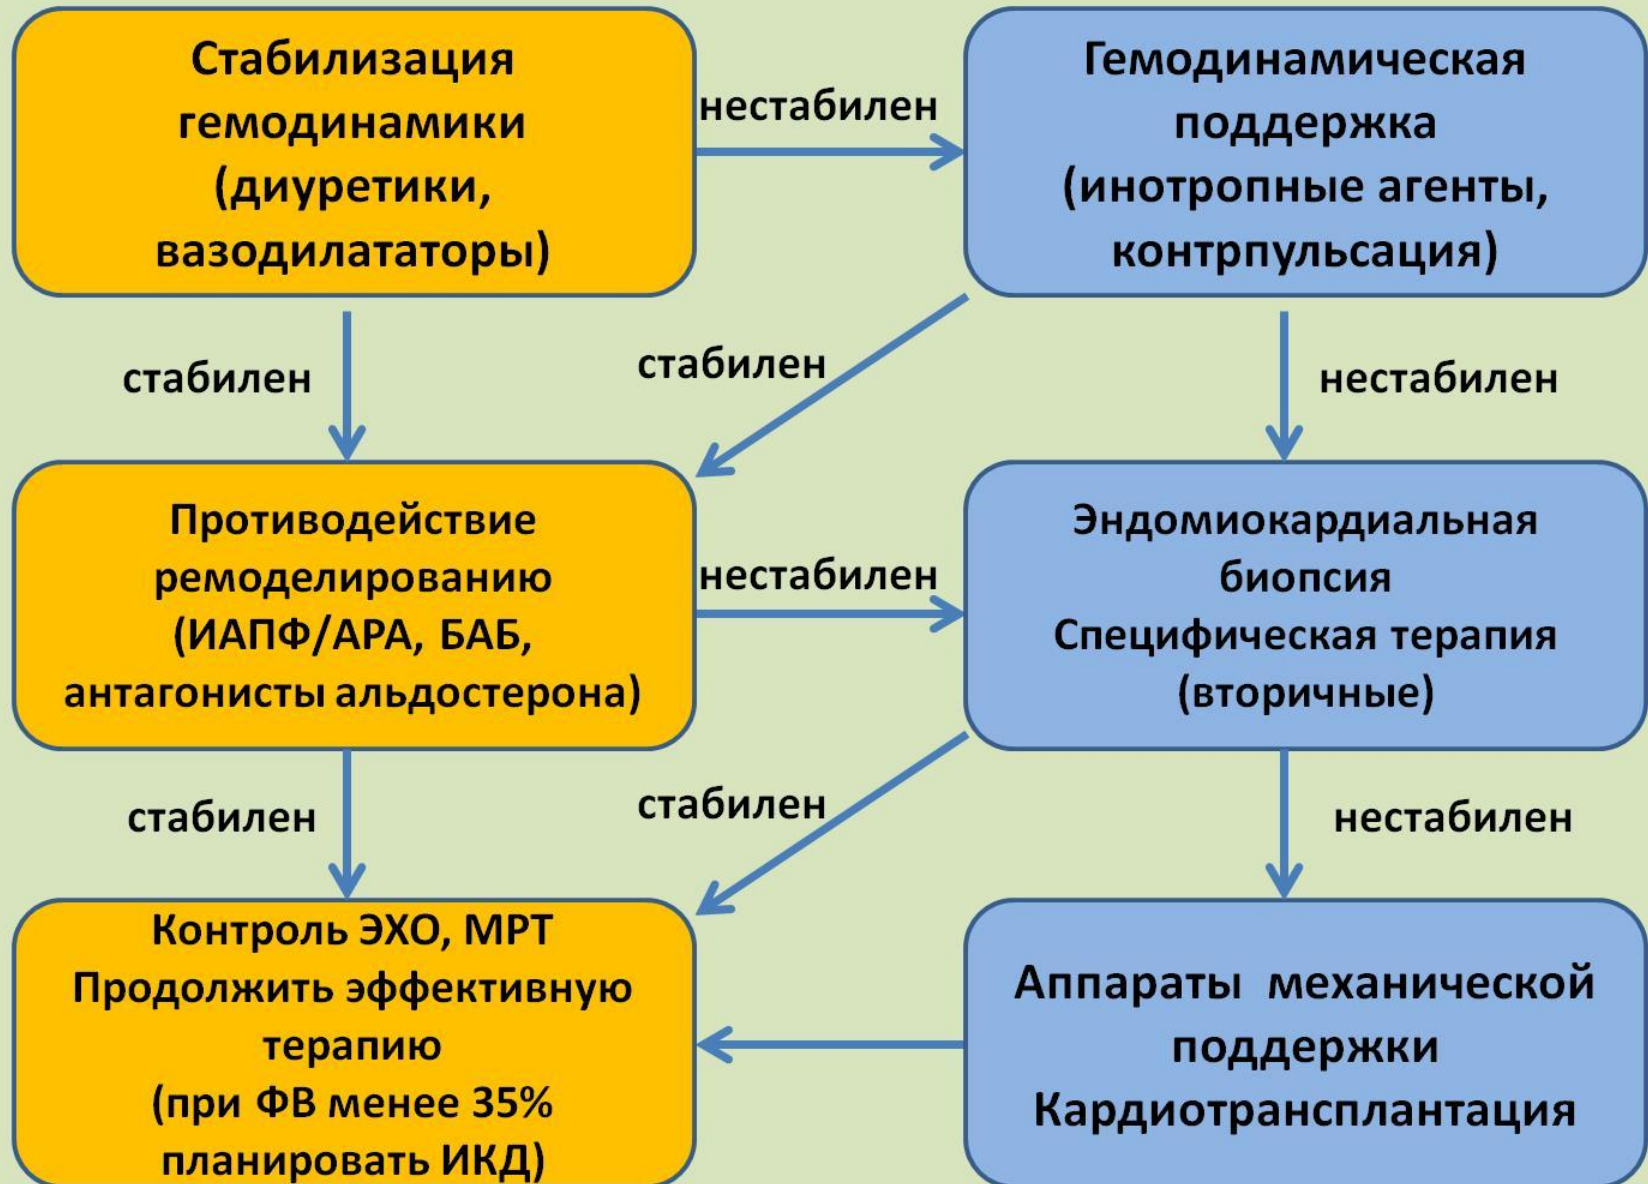 Стабилизация
гемодинамики
(диуретики,
вазодилататоры)
нестабилен
Гемодинамическая
поддержка
(инотропные агенты,
контрпульсация)
стабилен
стабилен
нестабилен
Противодействие
ремоделированию
(ИАПФ/АРА, БАБ,
антагонисты альдостерона)
нестабилен
Эндомиокардиальная
биопсия
Специфическая терапия
(вторичные)
стабилен
стабилен
нестабилен
Контроль ЭХО, МРТ
Продолжить эффективную
терапию
(при ФВ менее 35%
планировать ИКД)
Аппараты механической
поддержки
Кардиотрансплантация